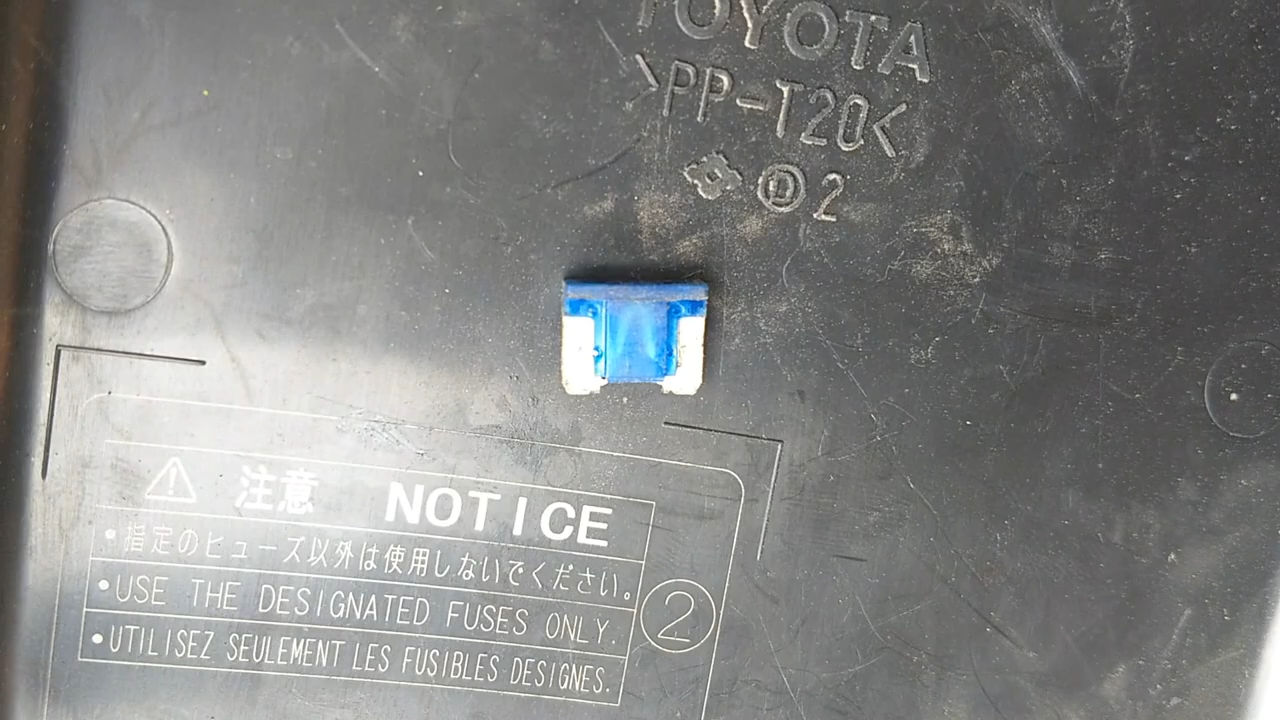 TOYOTA
>PP-T20<
D 2
注意 NOTICE
•指定のヒューズ以外は使用しないでください。
•USE THE DESIGNATED FUSES ONLY.
•UTILISEZ SEULEMENT LES FUSIBLES DESIGNES.
2